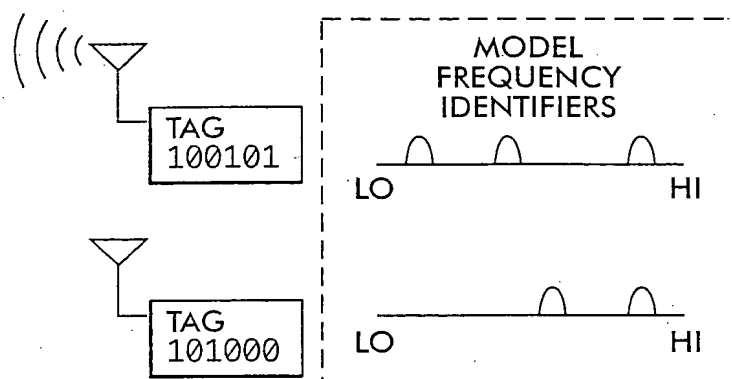 MODEL
FREQUENCY
IDENTIFIERS
TAG
100101
LO HI
TAG
101000
LO HI